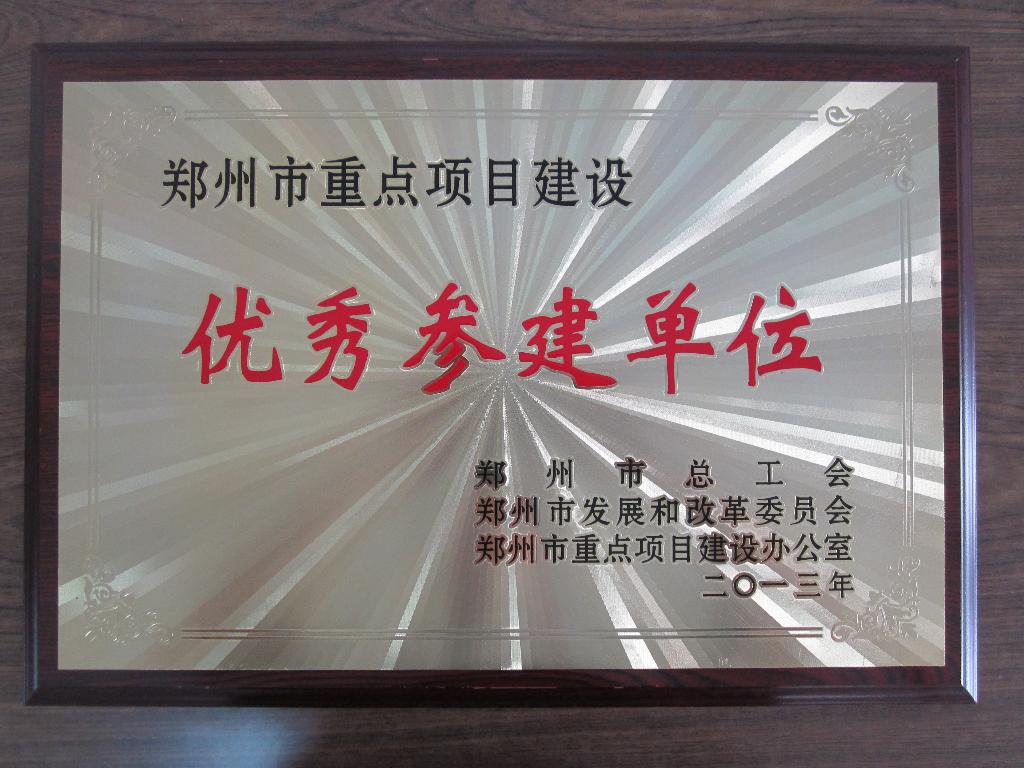 郑州市重点项目建设
优秀参建单位
郑州市总工会
郑州市发展和改革委员会
郑州市重点项目建设办公室
二〇一三年